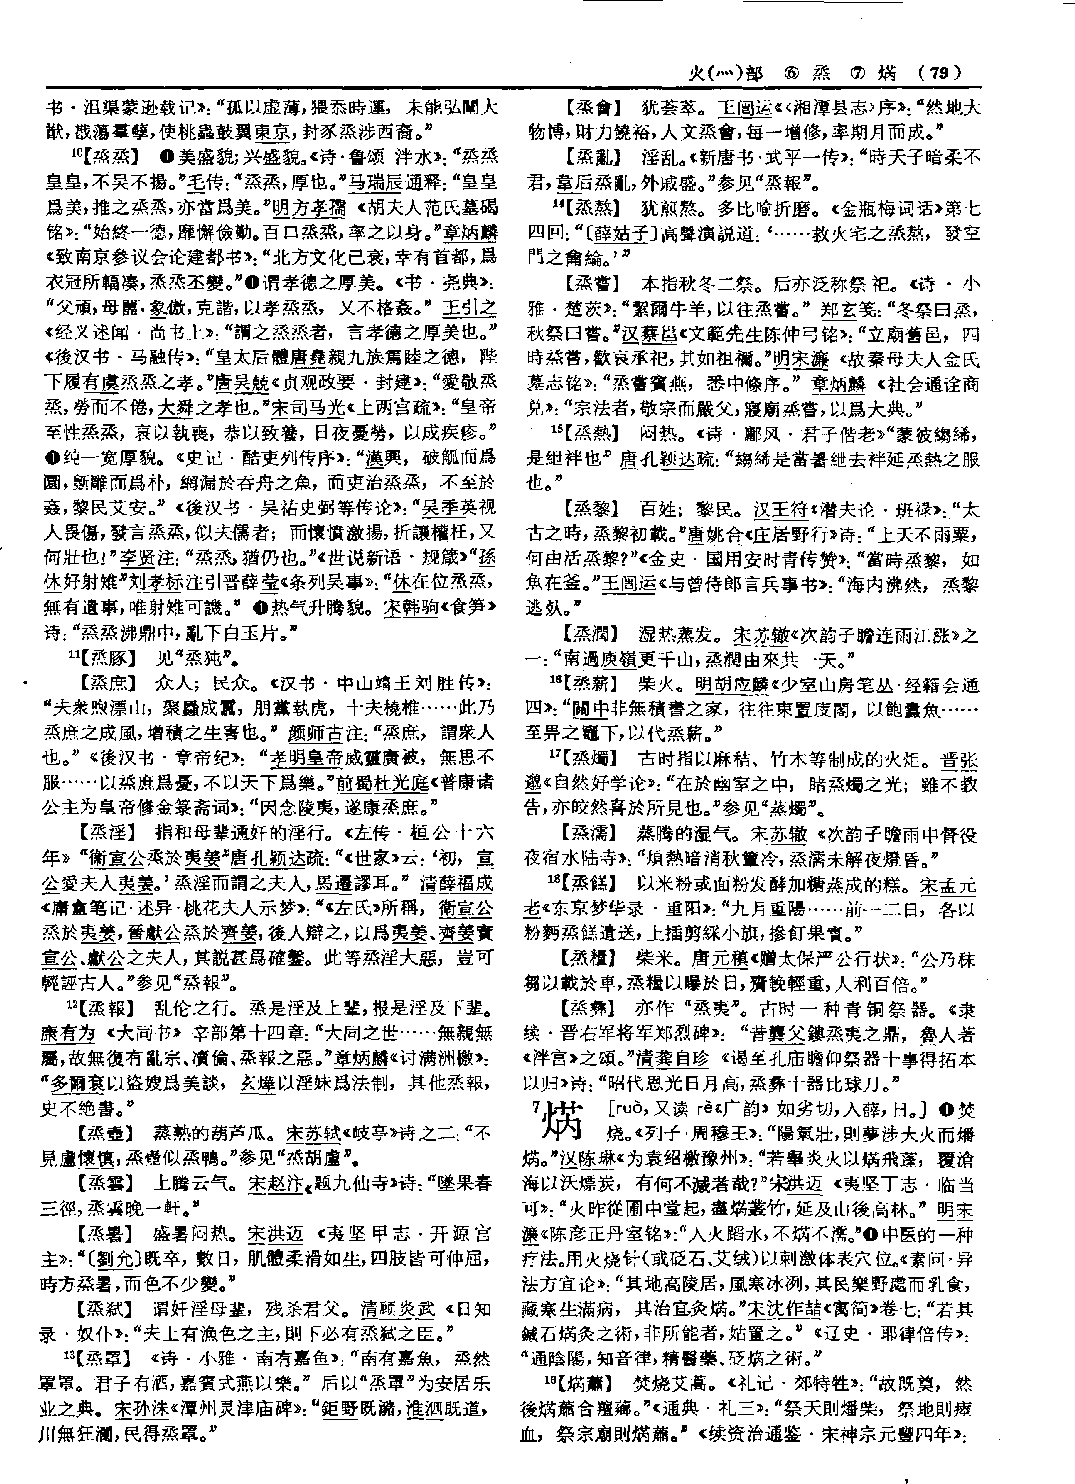 火(灬)部 ⑥ 烝 ⑦ 焫 (79)
书·沮渠蒙逊载记》:“孤以虚薄,猥忝時運, 未能弘闡大
猷,戡蕩羣孽,使桃蟲鼓翼東京,封豕烝涉西裔。”
10【烝烝】 ❶美盛貌;兴盛貌。《诗·鲁颂 泮水》:“烝烝
皇皇,不吴不揚。”毛传:“烝烝,厚也。”马瑞辰通释:“皇皇
爲美,推之烝烝,亦當爲美。”明方孝孺 《胡夫人范氏墓碣
铭》:“始終一德,靡懈儉勤。百口烝烝,率之以身。”章炳麟
《致南京参议会论建都书》:“北方文化已衰,幸有首都,爲
衣冠所輻凑,烝烝丕變。”❷谓孝德之厚美。《书·尧典》:
“父頑,母嚚,象傲,克諧,以孝烝烝, 乂不格姦。” 王引之
《经义述闻·尚书上》:“謂之烝烝者, 言孝德之厚美也。”
《後汉书·马融传》:“皇太后體唐堯親九族篤睦之德, 陛
下履有虞烝烝之孝。”唐吴兢《贞观政要·封建》:“愛敬烝
烝,勞而不倦,大舜之孝也。”宋司马光《上两宫疏》:“皇帝
至性烝烝, 哀以執喪, 恭以致養, 日夜憂勞, 以成疾疹。”
❸纯一宽厚貌。《史记·酷吏列传序》:“漢興, 破觚而爲
圜,斲雕而爲朴, 網漏於吞舟之魚, 而吏治烝烝, 不至於
姦,黎民艾安。” 《後汉书·吴祐史弼等传论》:“吴季英视
人畏傷,發言烝烝,似夫儒者; 而懷憤激揚,折讓權枉,又
何壯也!”李贤注:“烝烝,猶仍也。”《世说新语·规箴》“孫
休好射雉”刘孝标注引晋薛莹《条列吴事》:“休在位烝烝,
無有遺事,唯射雉可譏。” ❹热气升腾貌。 宋韩驹《食笋》
诗:“烝烝沸鼎中,亂下白玉片。”
11【烝豚】 见“烝㹠”。
【烝庶】 众人; 民众。《汉书·中山靖王刘胜传》:
“夫衆煦漂山, 聚蟁成靁, 朋黨執虎, 十夫橈椎……此乃
烝庶之成風,增積之生害也。” 颜师古注:“烝庶, 謂衆人
也。” 《後汉书·章帝纪》: “孝明皇帝威靈廣被, 無思不
服……以烝庶爲憂,不以天下爲樂。”前蜀杜光庭《普康诸
公主为皇帝修金箓斋词》:“因念陵夷,遂康烝庶。”
【烝淫】 指和母辈通奸的淫行。《左传·桓公十六
年》“衛宣公烝於夷姜”唐孔颖达疏:“《世家》云:‘初, 宣
公愛夫人夷姜。’烝淫而謂之夫人,馬遷謬耳。” 清薛福成
《庸盦笔记·述异·桃花夫人示梦》:“《左氏》所稱, 衛宣公
烝於夷姜,晉獻公烝於齊姜,後人辯之,以爲夷姜、齊姜實
宣公、獻公之夫人,其説甚爲確鑿。此等烝淫大惡, 豈可
輕誣古人。”参见“烝報”。
12【烝報】 乱伦之行。烝是淫及上辈,报是淫及下辈。
康有为 《大同书》 辛部第十四章:“大同之世……無親無
屬,故無復有亂宗、瀆倫、烝報之惡。”章炳麟《讨满洲檄》:
“多爾袞以盜嫂爲美談, 玄燁以淫妹爲法制, 其他烝報,
史不绝書。”
【烝壺】 蒸熟的葫芦瓜。宋苏轼《岐亭》诗之二:“不
見盧懷慎,烝壺似烝鴨。”参见“烝胡盧”。
【烝雲】 上腾云气。宋赵汴《题九仙寺》诗:“墜果春
三徑,烝雲晚一軒。”
【烝暑】 盛暑闷热。宋洪迈 《夷坚甲志·开源宫
主》:“〔劉允〕既卒, 數日, 肌體柔滑如生,四肢皆可伸屈,
時方烝暑,而色不少變。”
【烝弑】 谓奸淫母辈, 残杀君父。清顾炎武 《日知
录·奴仆》:“夫上有漁色之主,則下必有烝弑之臣。”
13【烝罩】 《诗·小雅·南有嘉鱼》:“南有嘉魚, 烝然
罩罩。君子有酒,嘉賓式燕以樂。” 后以“烝罩”为安居乐
业之典。 宋孙洙《潭州灵津庙碑》:“鉅野既瀦,淮泗既道,
川無狂瀾,民得烝罩。”
【烝會】 犹荟萃。王闿运《〈湘潭县志〉序》:“然地大
物博,財力饒裕,人文烝會,每一增修,率期月而成。”
【烝亂】 淫乱。《新唐书·武平一传》:“時天子暗柔不
君,韋后烝亂,外戚盛。”参见“烝報”。
14【烝熬】 犹煎熬。多比喻折磨。《金瓶梅词话》第七
四回:“〔薛姑子〕高聲演説道: ‘……救火宅之烝熬, 發空
門之龠綸。’”
【烝嘗】 本指秋冬二祭。后亦泛称祭祀。《诗·小
雅·楚茨》:“絜爾牛羊,以往烝嘗。” 郑玄笺:“冬祭曰烝,
秋祭曰嘗。”汉蔡邕《文範先生陈仲弓铭》:“立廟舊邑, 四
時烝嘗,歡哀承祀,其如祖禰。”明宋濂 《故秦母夫人金氏
墓志铭》:“烝嘗賓燕, 悉中條序。” 章炳麟 《社会通诠商
兑》:“宗法者,敬宗而嚴父,寢廟烝嘗,以爲大典。”
15【烝熱】 闷热。《诗·鄘风·君子偕老》“蒙彼縐絺,
是紲袢也” 唐孔颖达疏:“縐絺是當暑紲去袢延烝熱之服
也。”
【烝黎】 百姓; 黎民。汉王符《潜夫论·班禄》:“太
古之時,烝黎初載。”唐姚合《庄居野行》诗:“上天不雨粟,
何由活烝黎?”《金史·国用安时青传赞》:“當時烝黎, 如
魚在釜。”王闿运《与曾侍郎言兵事书》:“海内沸然, 烝黎
逃奴。”
【烝潤】 湿热蒸发。宋苏辙《次韵子瞻连雨江涨》之
一:“南過庾嶺更千山,烝潤由來共一天。”
16【烝薪】 柴火。明胡应麟《少室山房笔丛·经籍会通
四》:“閩中非無積書之家, 往往束置庋閣, 以飽蠹魚……
至畀之竈下,以代烝薪。”
17【烝燭】 古时指以麻秸、竹木等制成的火炬。晋张
邈《自然好学论》:“在於幽室之中, 睹烝燭之光; 雖不教
告,亦皎然喜於所見也。”参见“蒸燭”。
【烝濡】 蒸腾的湿气。宋苏辙 《次韵子瞻雨中督役
夜宿水陆寺》:“煩熱暗消秋簟冷,烝濡未解夜燈昏。”
18【烝餻】 以米粉或面粉发酵加糖蒸成的糕。宋孟元
老《东京梦华录·重阳》:“九月重陽……前一二日, 各以
粉麪烝餻遺送,上插剪綵小旗,摻飣果實。”
【烝糧】 柴米。唐元稹《赠太保严公行状》:“公乃秣
芻以載於車,烝糧以曝於日,齎輓輕重,人利百倍。”
【烝彝】 亦作 “烝夷”。古时一种青铜祭器。《隶
续·晋右军将军郑烈碑》: “昔龔父鏤烝夷之鼎, 魯人著
《泮宫》之頌。”清龚自珍 《谒至孔庙瞻仰祭器十事得拓本
以归》诗:“昭代恩光日月高,烝彝十器比球刀。”
7焫 [ruò, 又读 rè《广韵》 如劣切,入薛,日。] ❶焚
烧。《列子·周穆王》:“陽氣壯,則夢涉大火而燔
焫。”汉陈琳《为袁绍檄豫州》:“若舉炎火以焫飛蓬, 覆滄
海以沃熛炭, 有何不滅者哉?”宋洪迈 《夷坚丁志·临当
可》:“火昨從圃中堂起,盡焫叢竹,延及山後高林。” 明宋
濂《陈彦正丹室铭》:“入火蹈水,不焫不濡。”❷中医的一种
疗法。用火烧针(或砭石、艾绒)以刺激体表穴位。《素问·异
法方宜论》:“其地高陵居,風寒冰冽,其民樂野處而乳食,
藏寒生滿病, 其治宜灸焫。”宋沈作喆《寓简》卷七:“若其
鍼石焫灸之術,非所能者,姑置之。” 《辽史·耶律倍传》:
“通陰陽,知音律,精醫藥、砭焫之術。”
19【焫蕭】 焚烧艾蒿。《礼记·郊特牲》:“故既奠, 然
後焫蕭合羶薌。”《通典·礼三》:“祭天則燔柴, 祭地則瘞
血, 祭宗廟則焫蕭。” 《续资治通鉴·宋神宗元豐四年》: